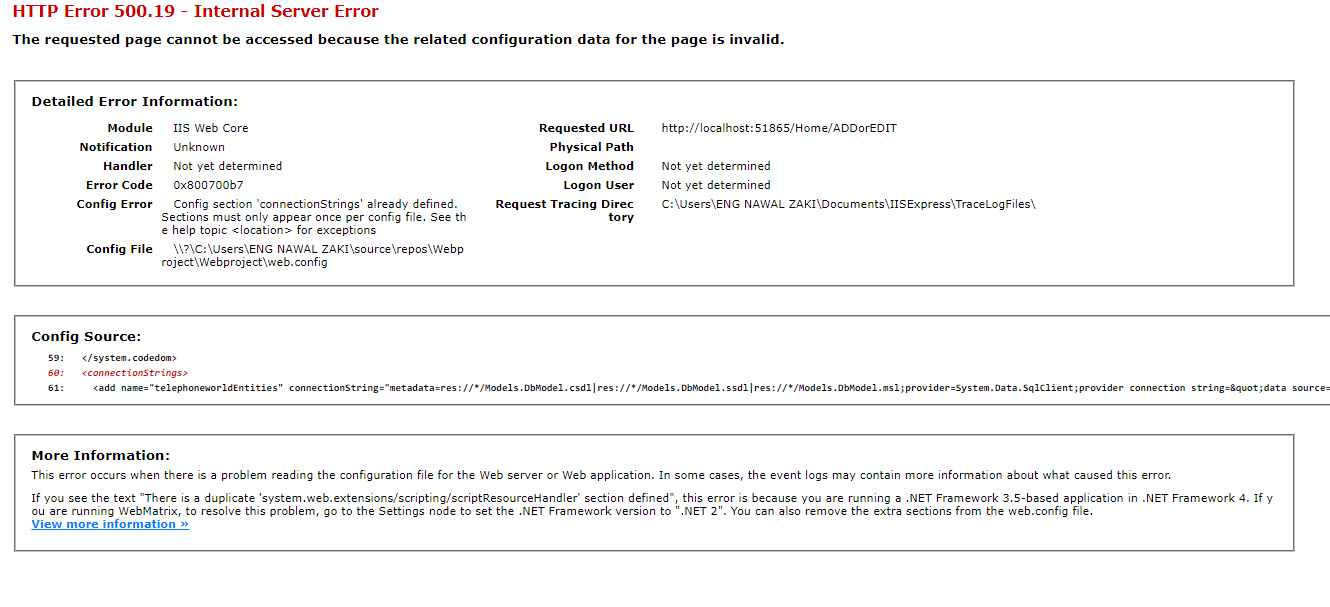 HTTP Error 500.19 - Internal Server Error
The requested page cannot be accessed because the related configuration data for the page is invalid.
Detailed Error Information:
Module IIS Web Core
Notification Unknown
Handler Not yet determined
Error Code 0x800700b7
Config Error Config section 'connectionStrings' already defined.
Sections must only appear once per config file. See th
e help topic <location> for exceptions
Config File \\?\C:\Users\ENG NAWAL ZAKI\source\repos\Webp
roject\Webproject\web.config
Requested URL http://localhost:51865/Home/ADDorEDIT
Physical Path
Logon Method Not yet determined
Logon User Not yet determined
Request Tracing Direc C:\Users\ENG NAWAL ZAKI\Documents\IISExpress\TraceLogFiles\
tory
Config Source:
59: </system.codedom>
60: <connectionStrings>
61: <add name="telephoneworldEntities" connectionString="metadata=res://*/Models.DbModel.csdl|res://*/Models.DbModel.ssdl|res://*/Models.DbModel.msl;provider=System.Data.SqlClient;provider connection string=&quot;data source=
More Information:
This error occurs when there is a problem reading the configuration file for the Web server or Web application. In some cases, the event logs may contain more information about what caused this error.
If you see the text "There is a duplicate 'system.web.extensions/scripting/scriptResourceHandler' section defined", this error is because you are running a .NET Framework 3.5-based application in .NET Framework 4. If y
ou are running WebMatrix, to resolve this problem, go to the Settings node to set the .NET Framework version to ".NET 2". You can also remove the extra sections from the web.config file.
View more information »